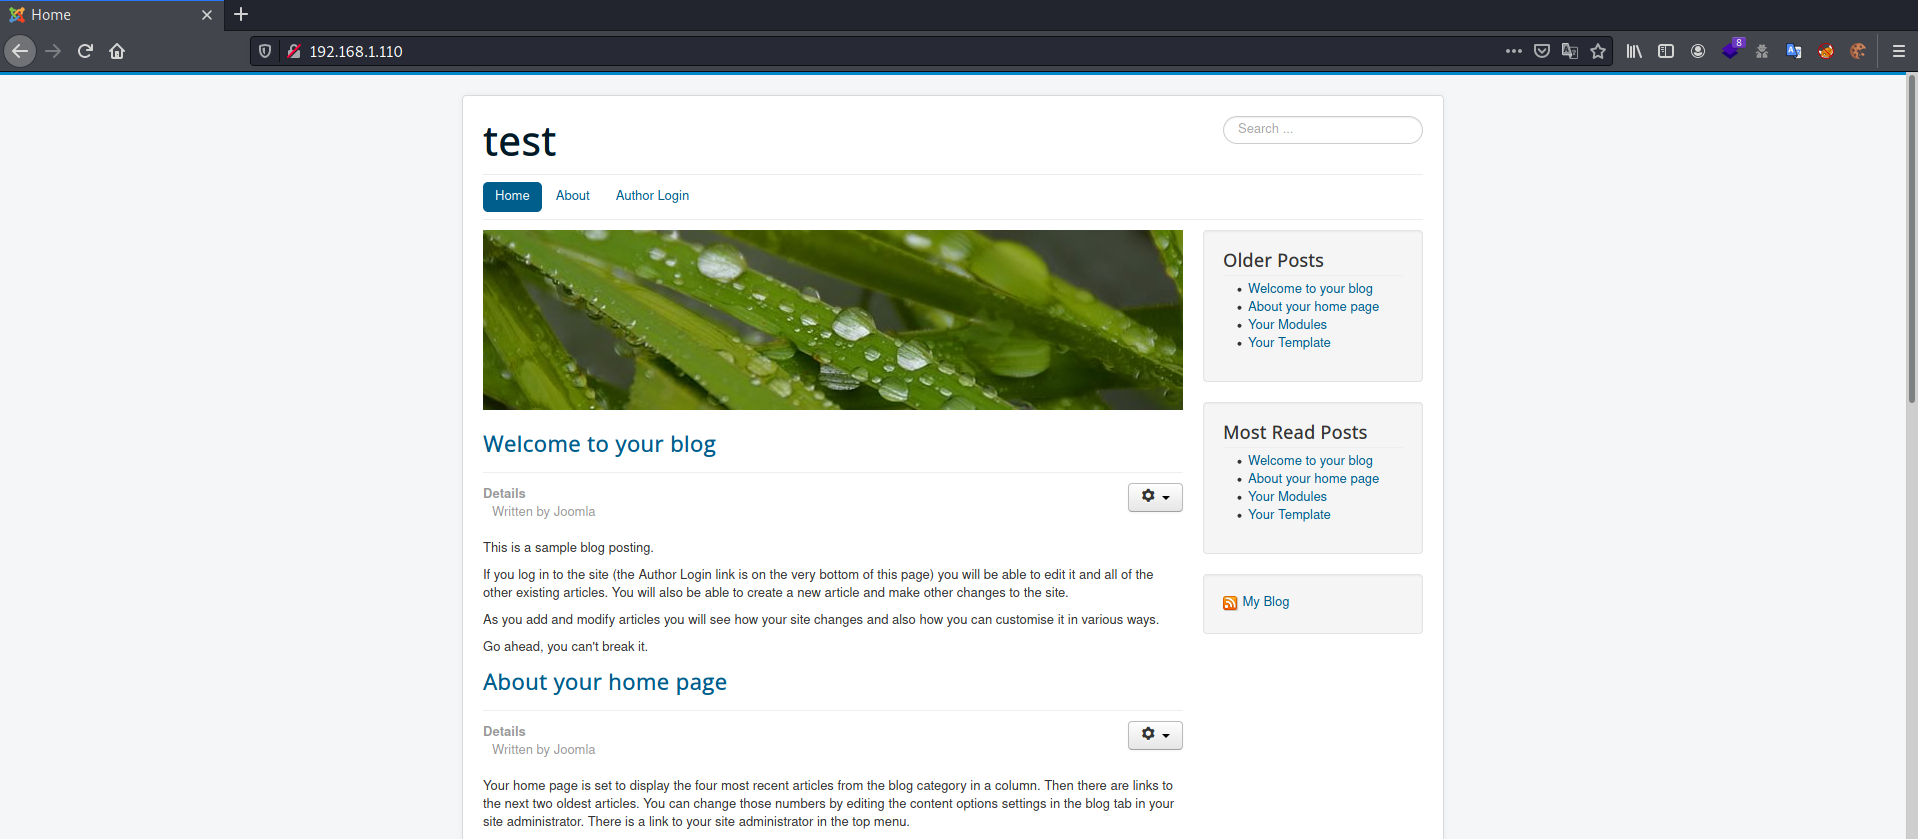 Home
192.168.1.110
8
test
Search ...
Home
About
Author Login
Older Posts
Welcome to your blog
About your home page
Your Modules
Your Template
Most Read Posts
Welcome to your blog
About your home page
Your Modules
Your Template
My Blog
Welcome to your blog
Details
Written by Joomla
This is a sample blog posting.
If you log in to the site (the Author Login link is on the very bottom of this page) you will be able to edit it and all of the
other existing articles. You will also be able to create a new article and make other changes to the site.
As you add and modify articles you will see how your site changes and also how you can customise it in various ways.
Go ahead, you can't break it.
About your home page
Details
Written by Joomla
Your home page is set to display the four most recent articles from the blog category in a column. Then there are links to
the next two oldest articles. You can change those numbers by editing the content options settings in the blog tab in your
site administrator. There is a link to your site administrator in the top menu.